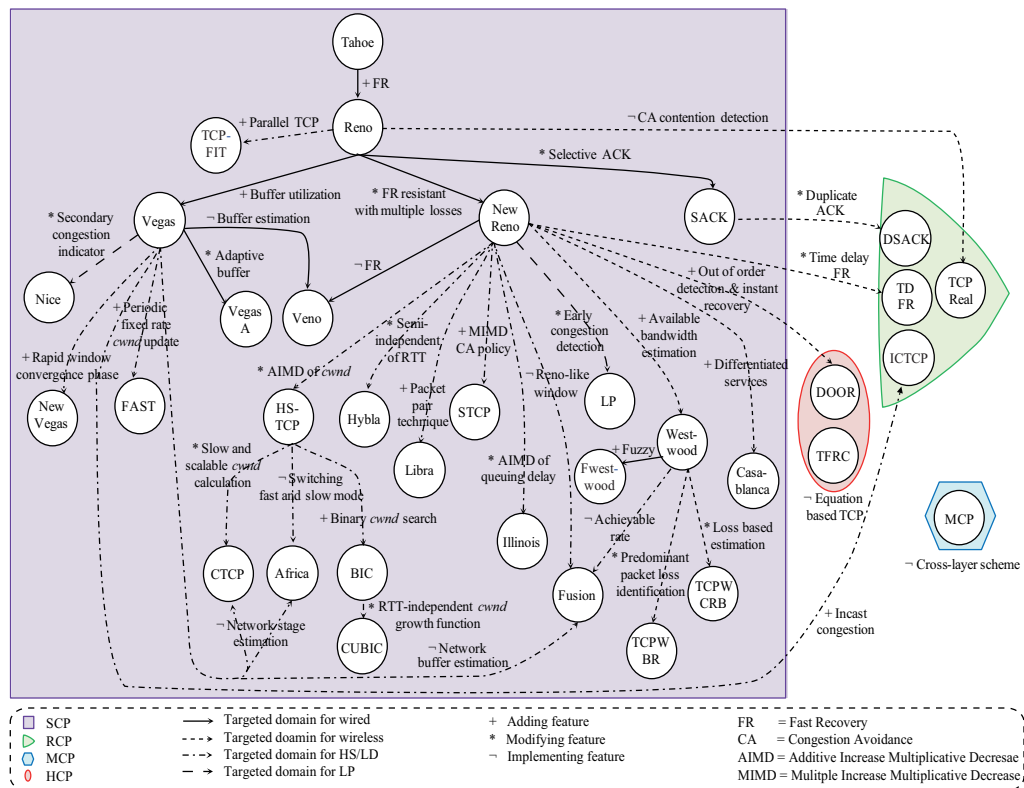 Tahoe
+ FR
Reno
+ Parallel TCP
TCP-
FIT
¬ CA contention detection
* Selective ACK
+ Buffer utilization
* FR resistant
with multiple losses
* Duplicate
ACK
* Secondary
congestion
indicator
Vegas
¬ Buffer estimation
New
Reno
SACK
DSACK
* Adaptive
buffer
¬ FR
+ Out of order
detection & instant
recovery
* Time delay
FR
TD
FR
TCP
Real
Nice
+ Periodic
fixed rate
cwnd update
Vegas
A
Veno
* Semi-
independent
of RTT
+ MIMD
CA policy
* Early
congestion
detection
+ Available
bandwidth
estimation
ICTCP
+ Rapid window
convergence phase
* AIMD of cwnd
¬ Reno-like
window
+ Differentiated
services
New
Vegas
FAST
HS-
TCP
Hybla
+ Packet
pair
technique
STCP
LP
DOOR
* Slow and
scalable cwnd
calculation
Libra
* AIMD of
queuing delay
+ Fuzzy
West-
wood
Fwest-
wood
Casa-
blanca
TFRC
¬ Switching
fast and slow mode
+ Binary cwnd search
¬ Equation
based TCP
MCP
¬ Cross-layer scheme
Illinois
¬ Achievable
rate
* Loss based
estimation
CTCP
Africa
BIC
* Predominant
packet loss
identification
Fusion
TCPW
CRB
* RTT-independent cwnd
growth function
¬ Network stage
estimation
CUBIC
¬ Network
buffer estimation
TCPW
BR
+ Incast
congestion
SCP
RCP
MCP
HCP
Targeted domain for wired
Targeted domain for wireless
Targeted domain for HS/LD
Targeted domain for LP
+ Adding feature
* Modifying feature
¬ Implementing feature
FR = Fast Recovery
CA = Congestion Avoidance
AIMD = Additive Increase Multiplicative Decresae
MIMD = Mulitple Increase Multiplicative Decrease